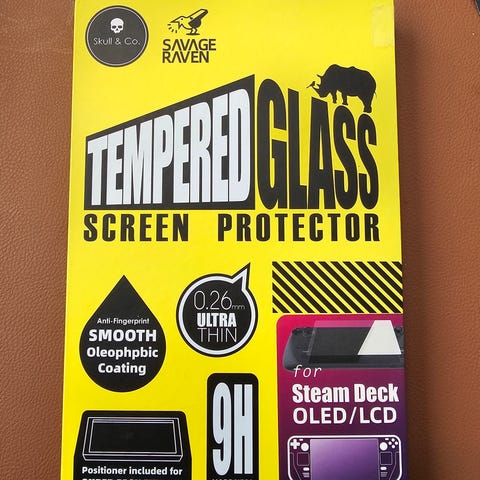 Skull & Co.
SAVAGE
RAVEN
TEMPERED GLASS
SCREEN PROTECTOR
Anti-Fingerprint
SMOOTH
Oleophpbic
Coating
0.26mm
ULTRA
THIN
for
Steam Deck
OLED/LCD
9H
Positioner included for